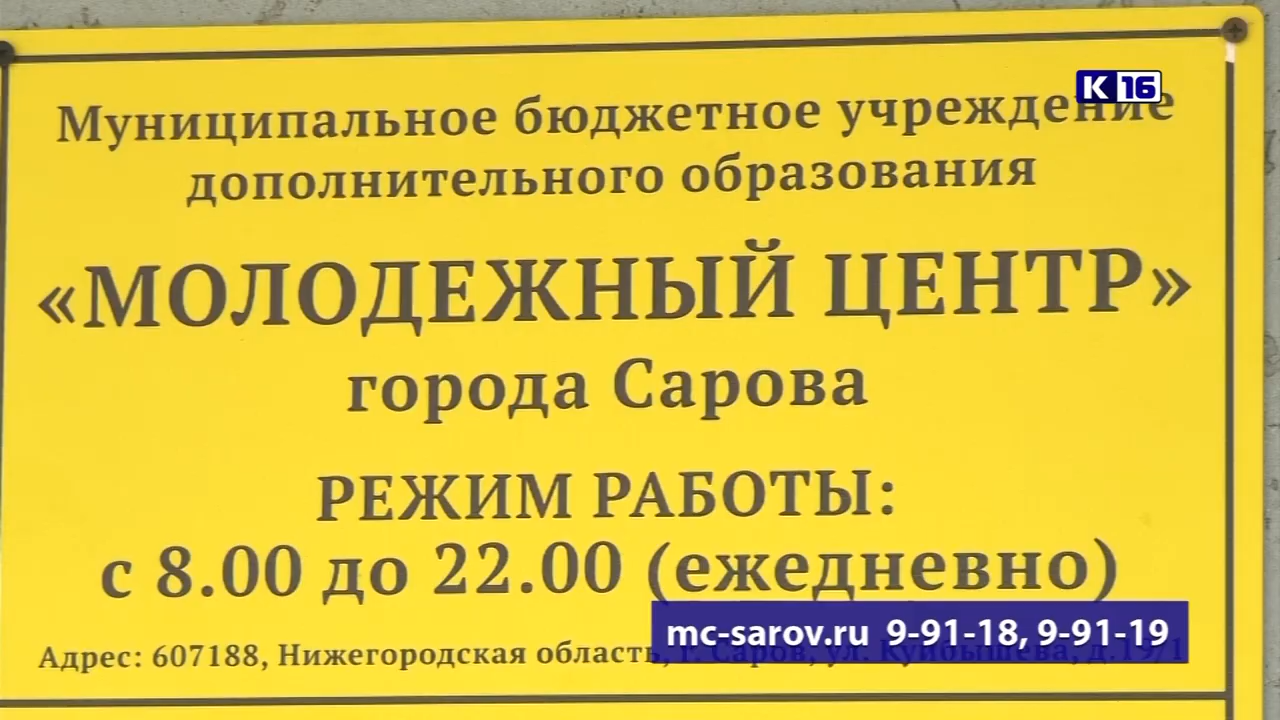 К 16
Муниципальное бюджетное учреждение
дополнительного образования
«МОЛОДЕЖНЫЙ ЦЕНТР»
города Сарова
РЕЖИМ РАБОТЫ:
с 8.00 до 22.00 (ежедневно)
Адрес: 607188, Нижегородская область, г. Саров, ул. Куйбышева, д.19/1
mc-sarov.ru 9-91-18, 9-91-19